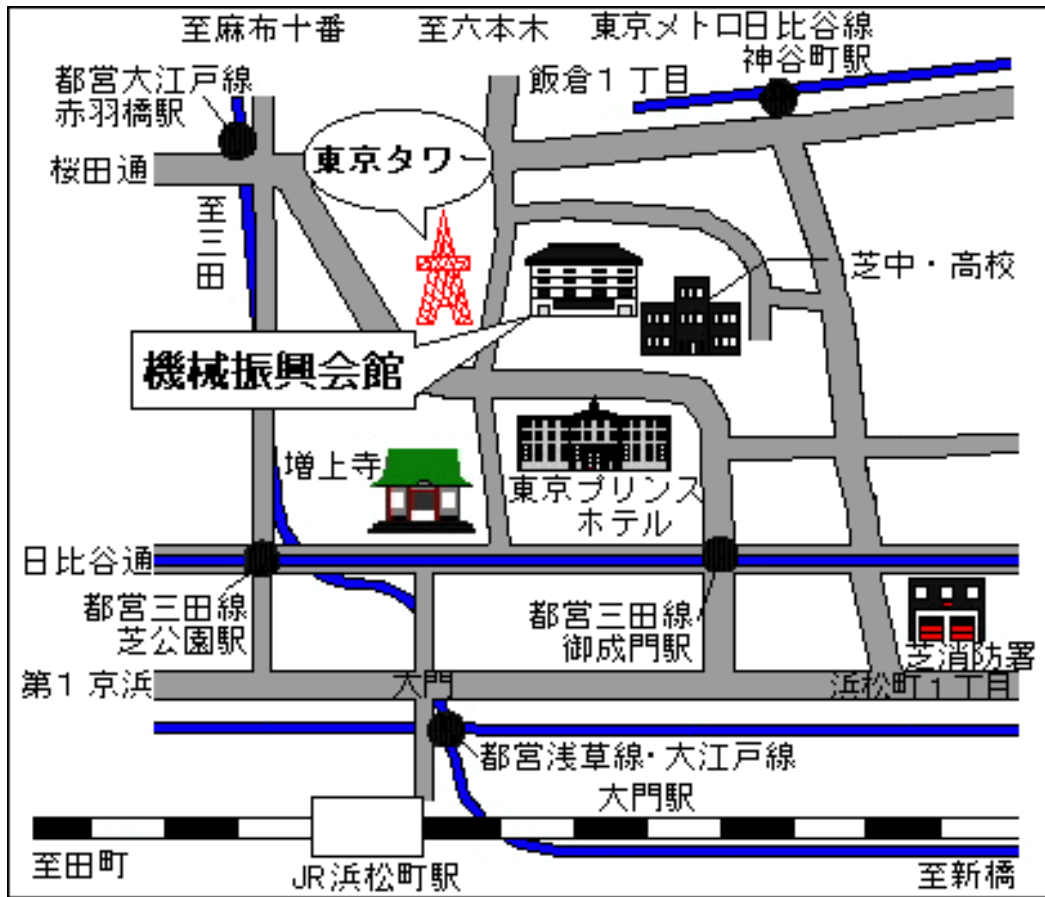 至麻布十番
至六本木
東京メトロ日比谷線
神谷町駅
都営大江戸線
赤羽橋駅
飯倉1丁目
東京タワー
桜田通
至三田
芝中・高校
機械振興会館
増上寺
東京プリンス
ホテル
日比谷通
都営三田線
芝公園駅
都営三田線
御成門駅
芝消防署
第1京浜
大門
浜松町1丁目
都営浅草線・大江戸線
大門駅
至田町
JR浜松町駅
至新橋